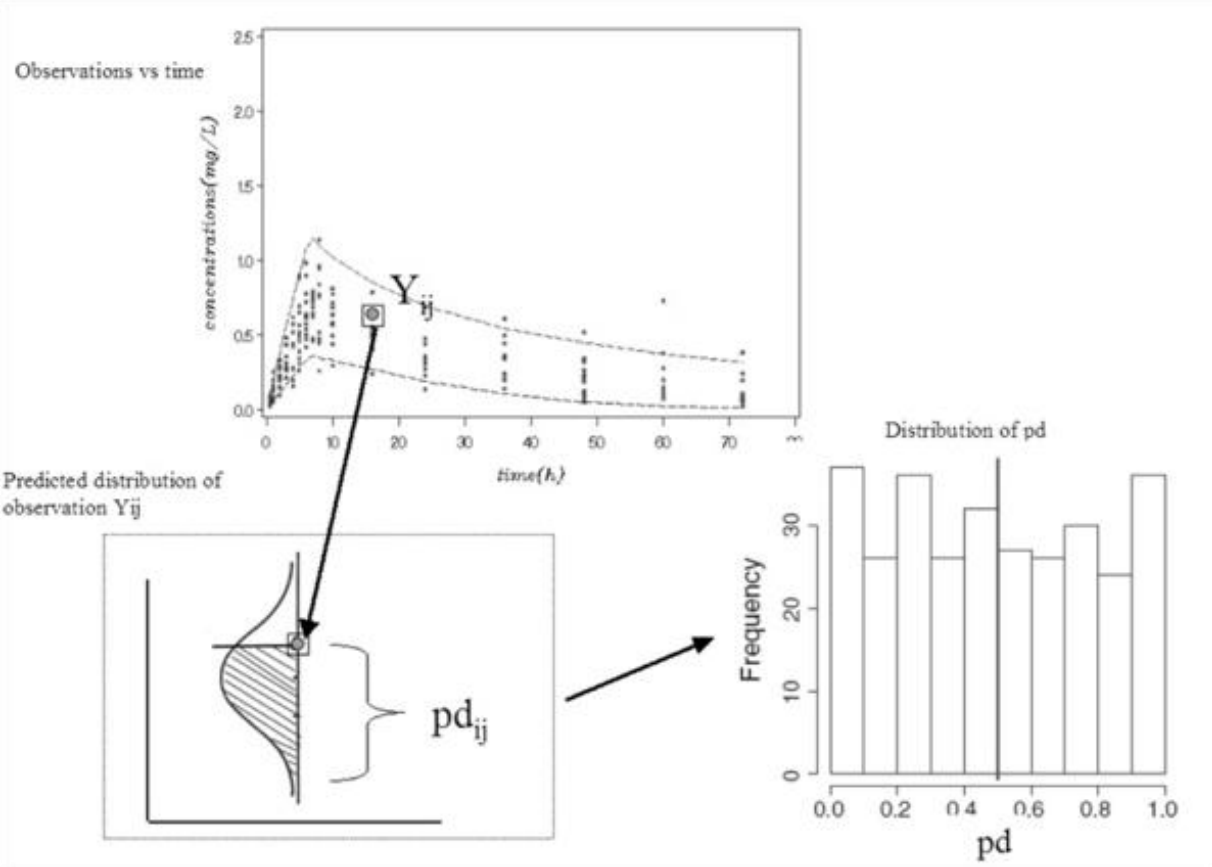 Observations vs time
concentrations(mg/L)
2.5
2.0
1.5
1.0
0.5
0.0
Y ij
0 10 20 30 40 50 60 70
time(h)
Predicted distribution of
observation Yij
pd ij
Distribution of pd
Frequency
30
20
10
0
0.0 0.2 0.4 0.6 0.8 1.0
pd